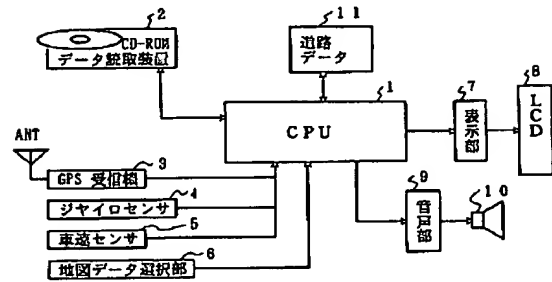 2
CD-ROM
データ読取装置
11
道路
データ
1
CPU
7
表示部
8
LCD
ANT
GPS 受信機
3
ジャイロセンサ
4
車速センサ
5
地図データ選択部
6
9
音声部
10